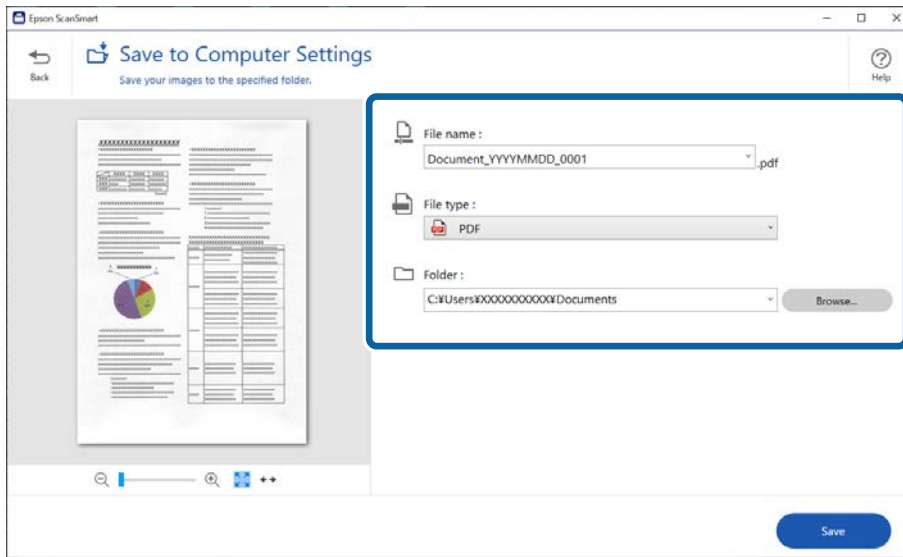 Epson ScanSmart
Back
Save to Computer Settings
Save your images to the specified folder.
Help
File name :
Document_YYYYMMDD_0001
.pdf
File type :
PDF
Folder :
C:¥Users¥XXXXXXXXXXX¥Documents
Browse...
Save